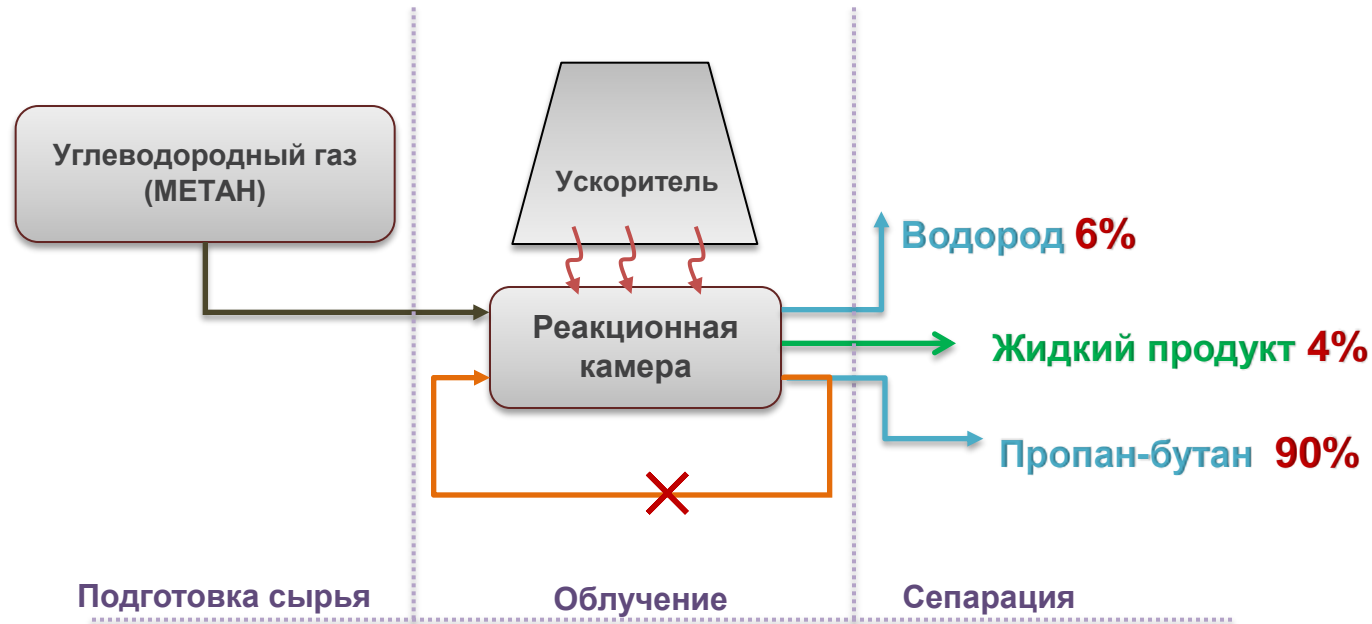 Углеводородный газ
(МЕТАН)
Ускоритель
Водород 6%
Реакционная
камера
Жидкий продукт 4%
Пропан-бутан 90%
Подготовка сырья
Облучение
Сепарация